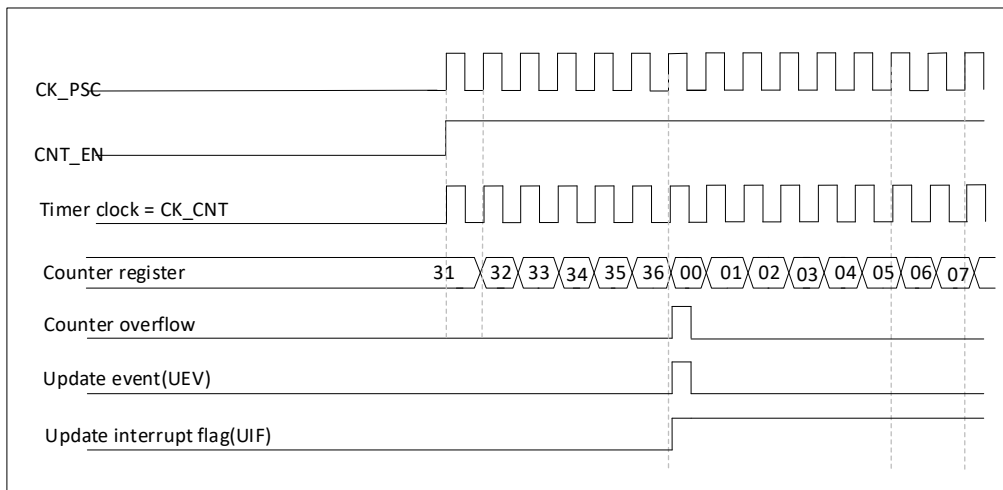 CK_PSC
CNT_EN
Timer clock = CK_CNT
Counter register 31 32 33 34 35 36 00 01 02 03 04 05 06 07
Counter overflow
Update event(UEV)
Update interrupt flag(UIF)